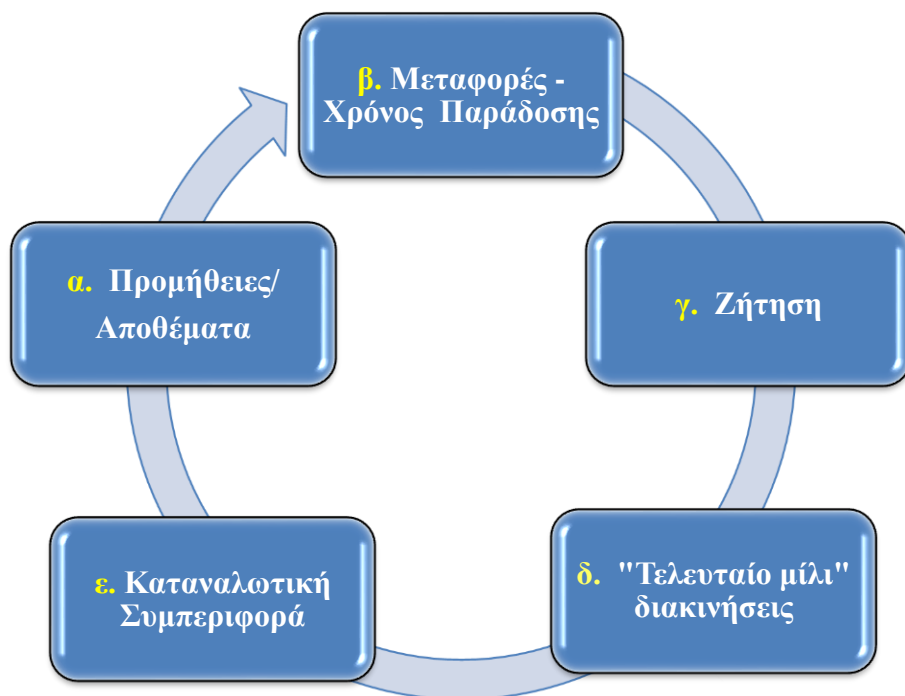 β. Μεταφορές -
Χρόνος Παράδοσης
α. Προμήθειες/
Αποθέματα
γ. Ζήτηση
ε. Καταναλωτική
Συμπεριφορά
δ. "Τελευταίο μίλι"
διακινήσεις